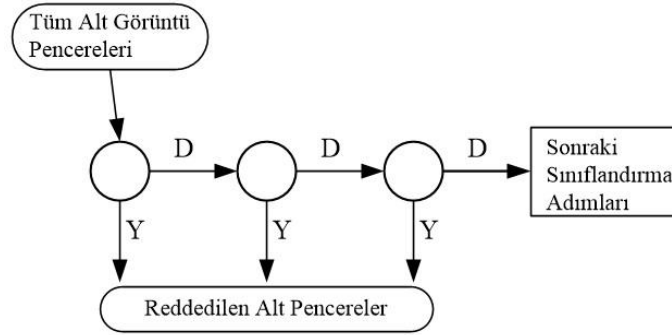 Tüm Alt Görüntü
Pencereleri
D
D
D
Sonraki
Sınıflandırma
Adımları
Y
Y
Y
Reddedilen Alt Pencereler